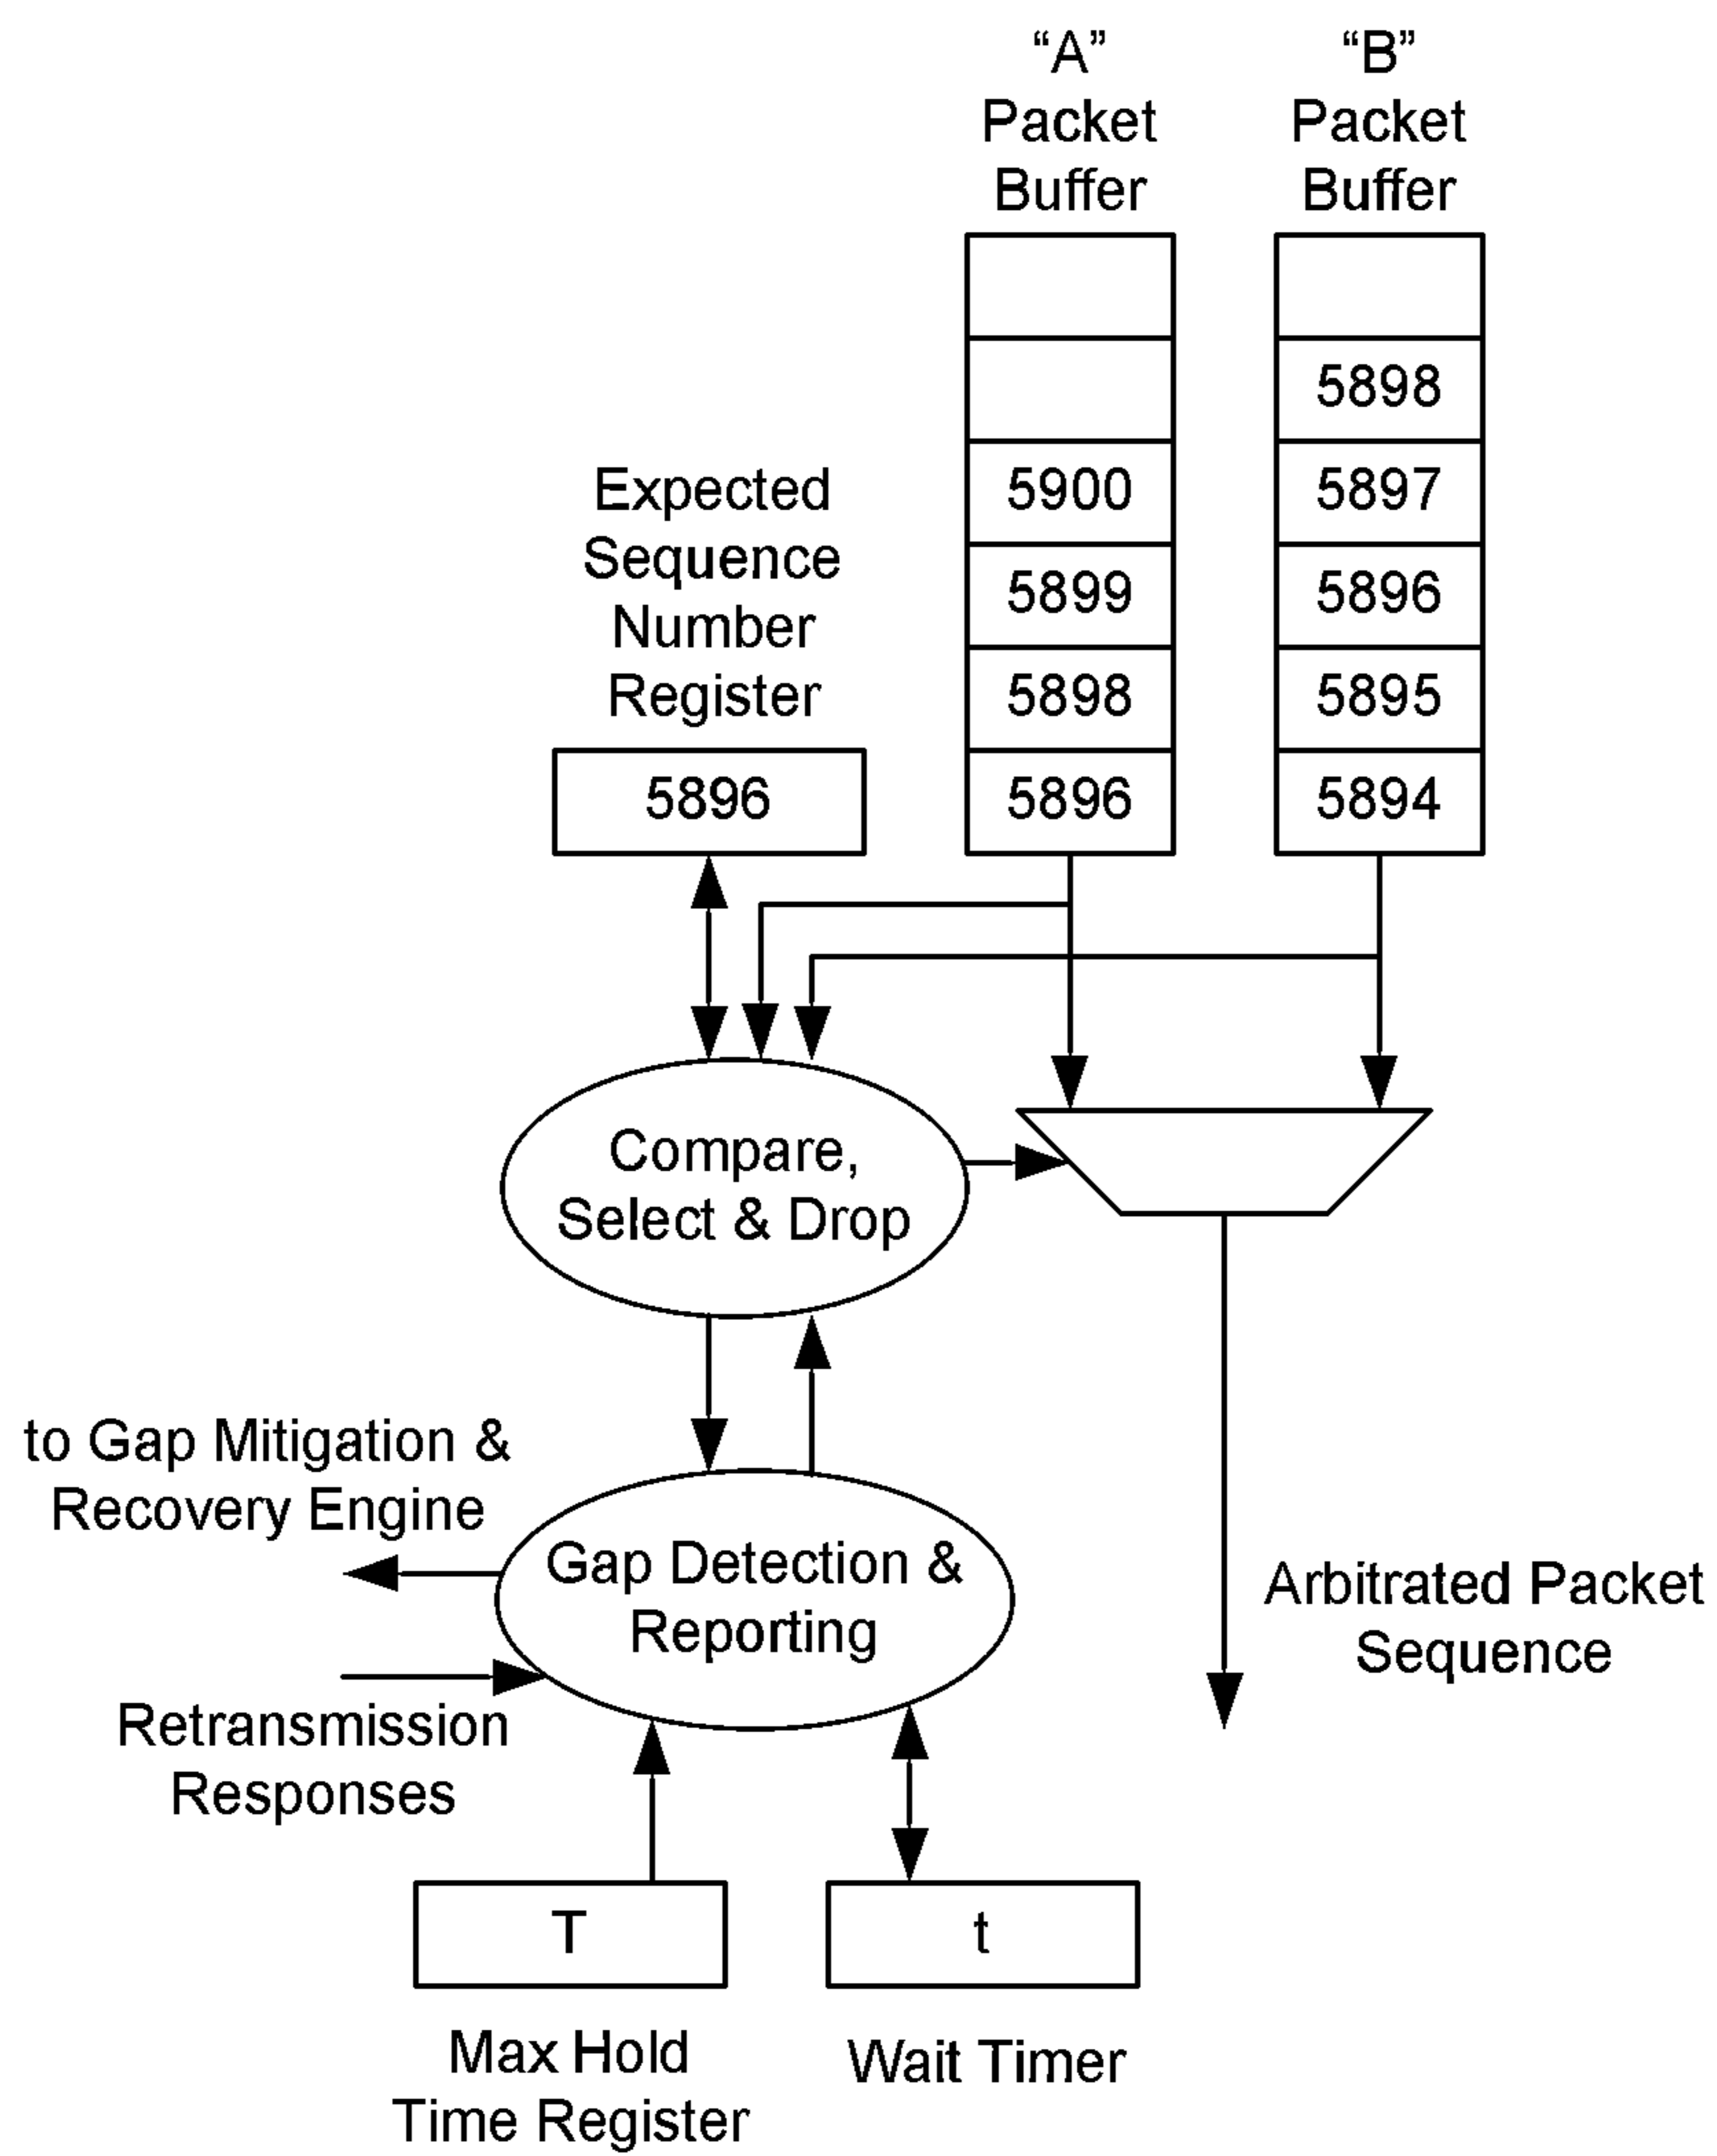 “A”
Packet
Buffer
“B”
Packet
Buffer
5898
5900
5897
5899
5896
5898
5895
5896
5894
Expected
Sequence
Number
Register
5896
Compare,
Select & Drop
to Gap Mitigation &
Recovery Engine
Gap Detection &
Reporting
Retransmission
Responses
Arbitrated Packet
Sequence
T
Max Hold
Time Register
t
Wait Timer